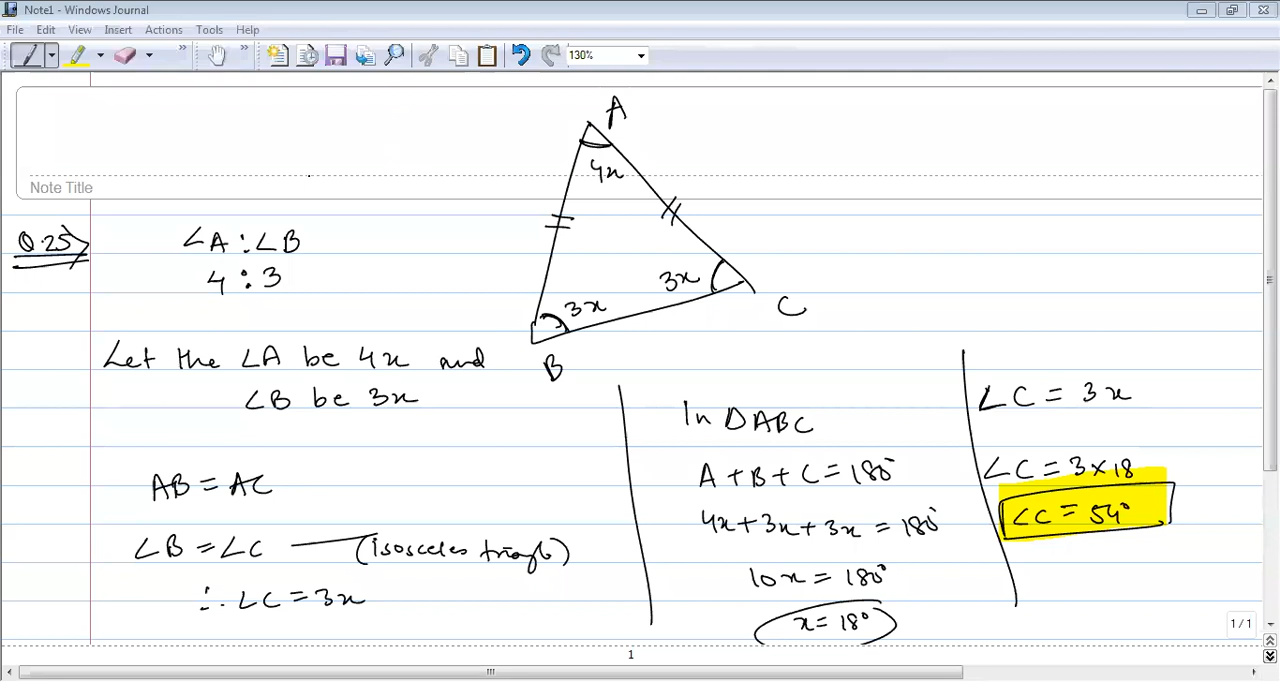 Note1 - Windows Journal
File Edit View Insert Actions Tools Help
130%
Note Title
A
4x
3x
3x
B
C
Q.25
∠A : ∠B
4 : 3
Let the ∠A be 4x and
∠B be 3x
AB = AC
∠B = ∠C — (isosceles triangle)
∴ ∠C = 3x
In ΔABC
A + B + C = 180°
4x + 3x + 3x = 180°
10x = 180°
x = 18°
∠C = 3x
∠C = 3 × 18
∠C = 54°
1 / 1
1